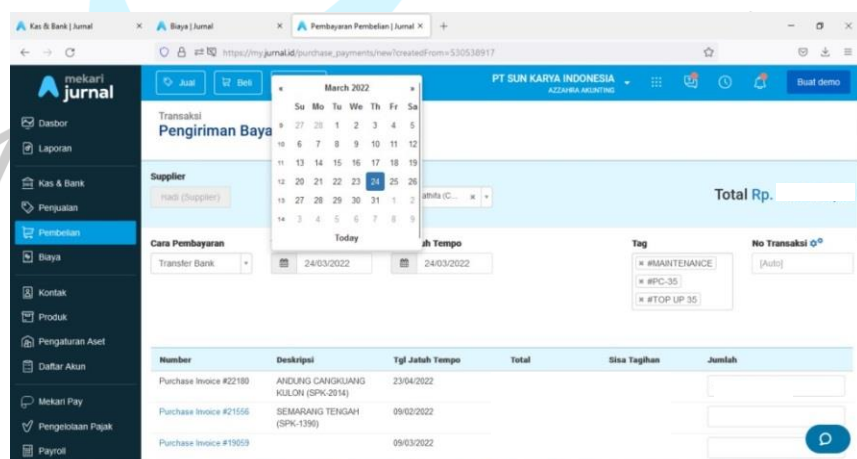 Kas & Bank | Jurnal
Biaya | Jurnal
Pembayaran Pembelian | Jurnal
https://my.jurnal.id/purchase_payments/new?createdFrom=530538917
mekari
jurnal
Jual
Beli
PT SUN KARYA INDONESIA
AZZAHRA AKUNTING
Buat demo
Dasbor
Laporan
Kas & Bank
Penjualan
Pembelian
Biaya
Kontak
Produk
Pengaturan Aset
Daftar Akun
Mekari Pay
Pengelolaan Pajak
Payroll
Transaksi
Pengiriman Baya
« March 2022 »
Su Mo Tu We Th Fr Sa
9 27 28 1 2 3 4 5
10 6 7 8 9 10 11 12
11 13 14 15 16 17 18 19
12 20 21 22 23 24 25 26
13 27 28 29 30 31 1 2
14 3 4 5 6 7 8 9
Today
Supplier
Hadi (Supplier)
Total Rp.
Cara Pembayaran
Transfer Bank
24/03/2022
uh Tempo
24/03/2022
Tag
× #MAINTENANCE
× #PC-35
× #TOP UP 35
No Transaksi
[Auto]
Number Deskripsi Tgl Jatuh Tempo Total Sisa Tagihan Jumlah
Purchase Invoice #22180 ANDUNG CANGKUANG KULON (SPK-2014) 23/04/2022
Purchase Invoice #21556 SEMARANG TENGAH (SPK-1390) 09/02/2022
Purchase Invoice #19059 09/03/2022